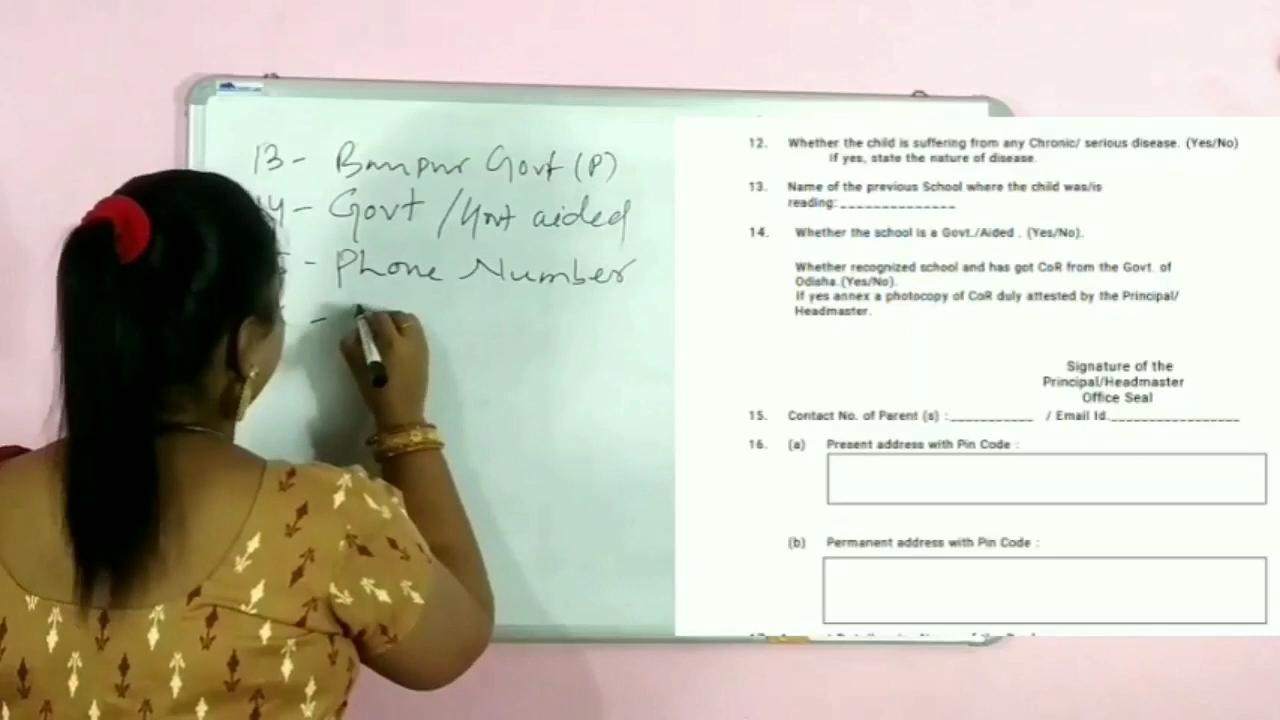 13 - Banpur Govt (P)
14 - Govt / Govt aided
5 - Phone Number
-
12. Whether the child is suffering from any Chronic/ serious disease. (Yes/No)
If yes, state the nature of disease.
13. Name of the previous School where the child was/is
reading:______________
14. Whether the school is a Govt./Aided . (Yes/No).
Whether recognized school and has got CoR from the Govt. of
Odisha.(Yes/No).
If yes annex a photocopy of CoR duly attested by the Principal/
Headmaster.
Signature of the
Principal/Headmaster
Office Seal
15. Contact No. of Parent (s) :___________ / Email Id._________________
16. (a) Present address with Pin Code :
(b) Permanent address with Pin Code :